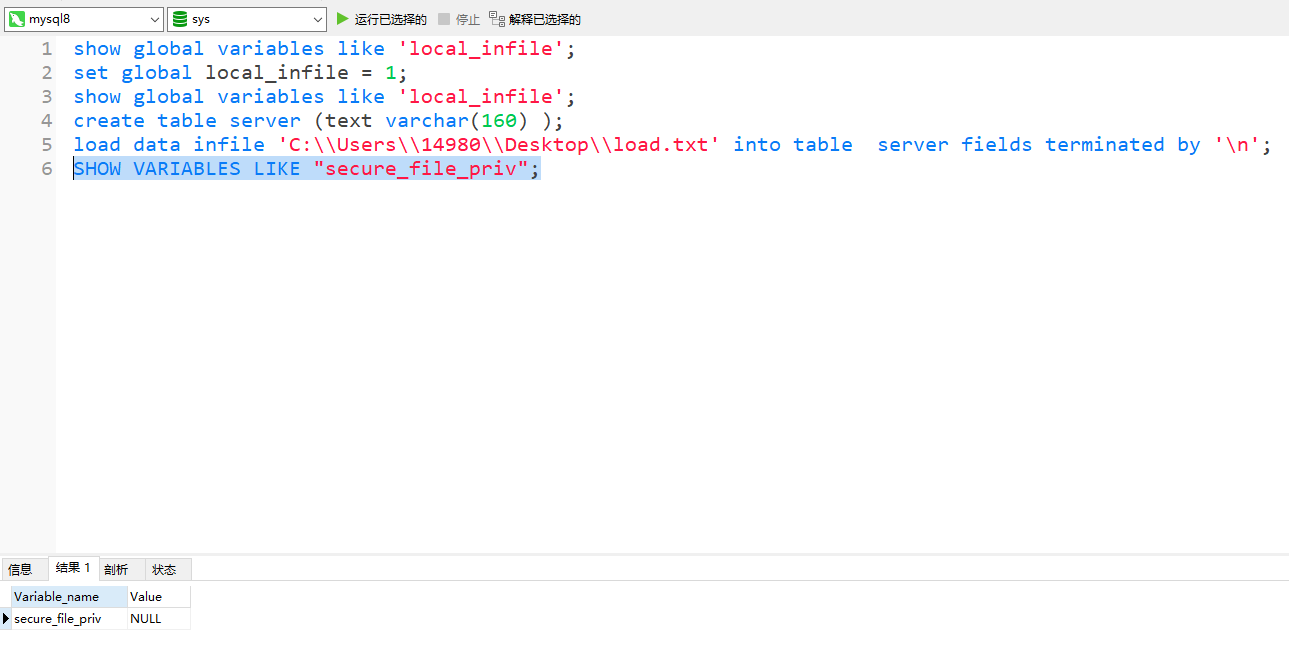 mysql8 sys 运行已选择的 停止 解释已选择的
1 show global variables like 'local_infile';
2 set global local_infile = 1;
3 show global variables like 'local_infile';
4 create table server (text varchar(160) );
5 load data infile 'C:\\Users\\14980\\Desktop\\load.txt' into table  server fields terminated by '\n';
6 SHOW VARIABLES LIKE "secure_file_priv";
信息 结果 1 剖析 状态
Variable_name Value
secure_file_priv NULL